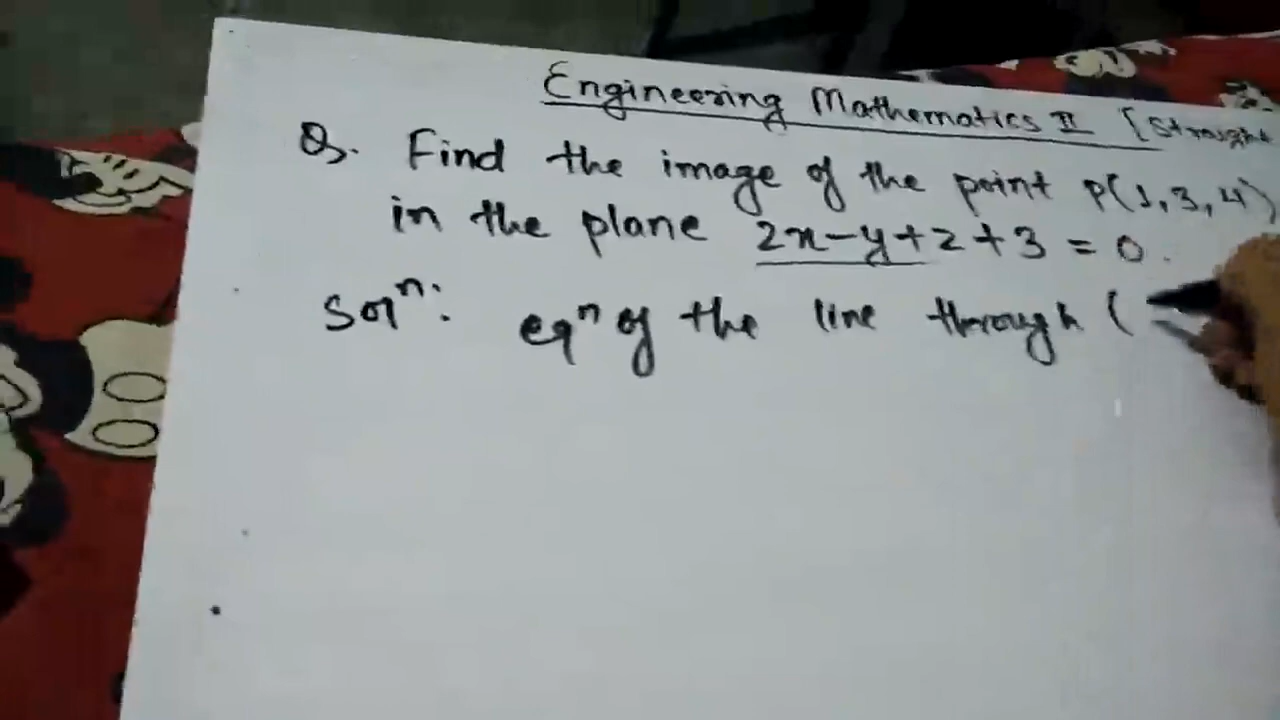 Engineering Mathematics II [Straight
Q. Find the image of the point P(1,3,4)
in the plane 2x-y+z+3=0.
Solⁿ: eqⁿ of the line through (